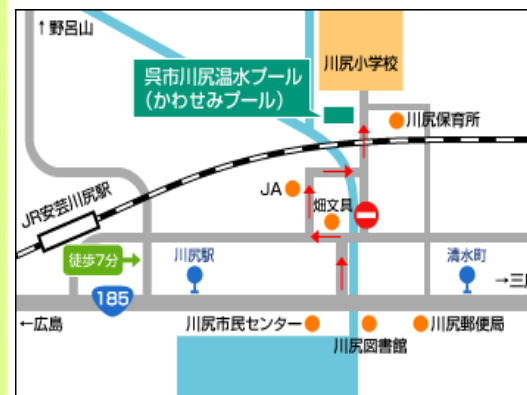 ↑野呂山
川尻小学校
呉市川尻温水プール
(かわせみプール)
川尻保育所
JA
畑文具
JR安芸川尻駅
徒歩7分
川尻駅
清水町
185
→三
←広島
川尻市民センター
川尻図書館
川尻郵便局